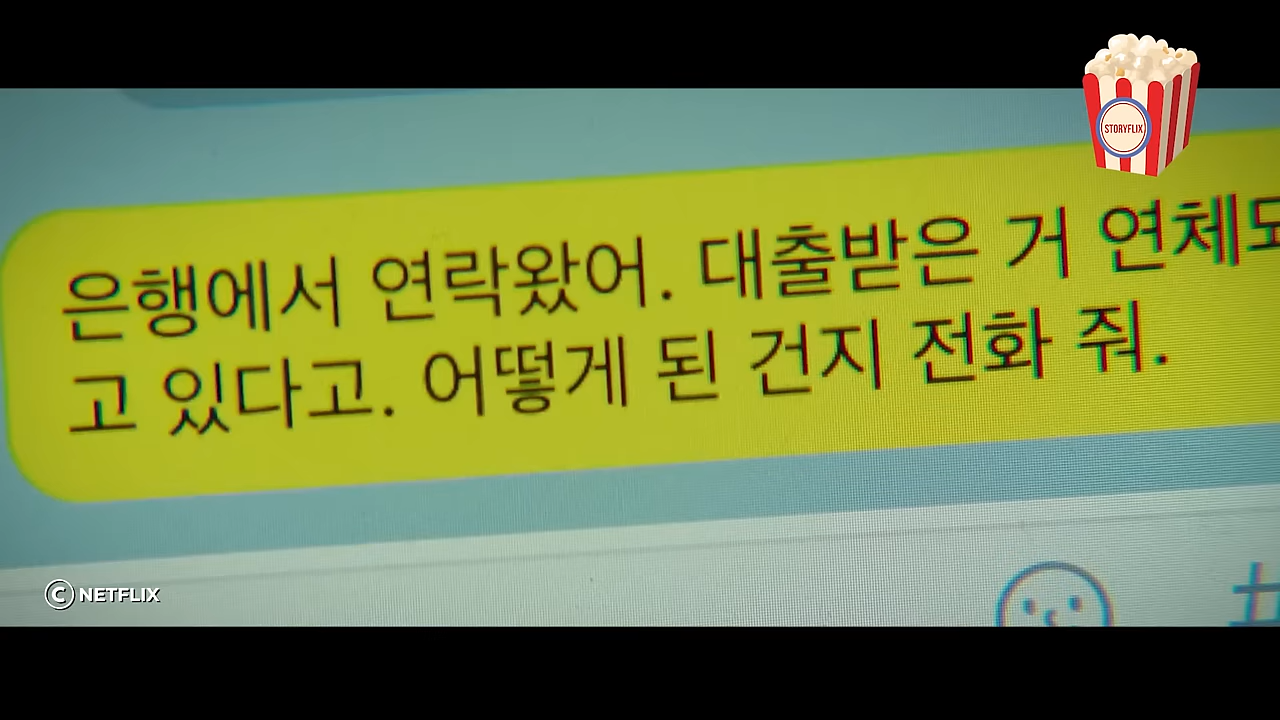 STORYFLIX
은행에서 연락왔어. 대출받은 거 연체되
고 있다고. 어떻게 된 건지 전화 줘.
© NETFLIX